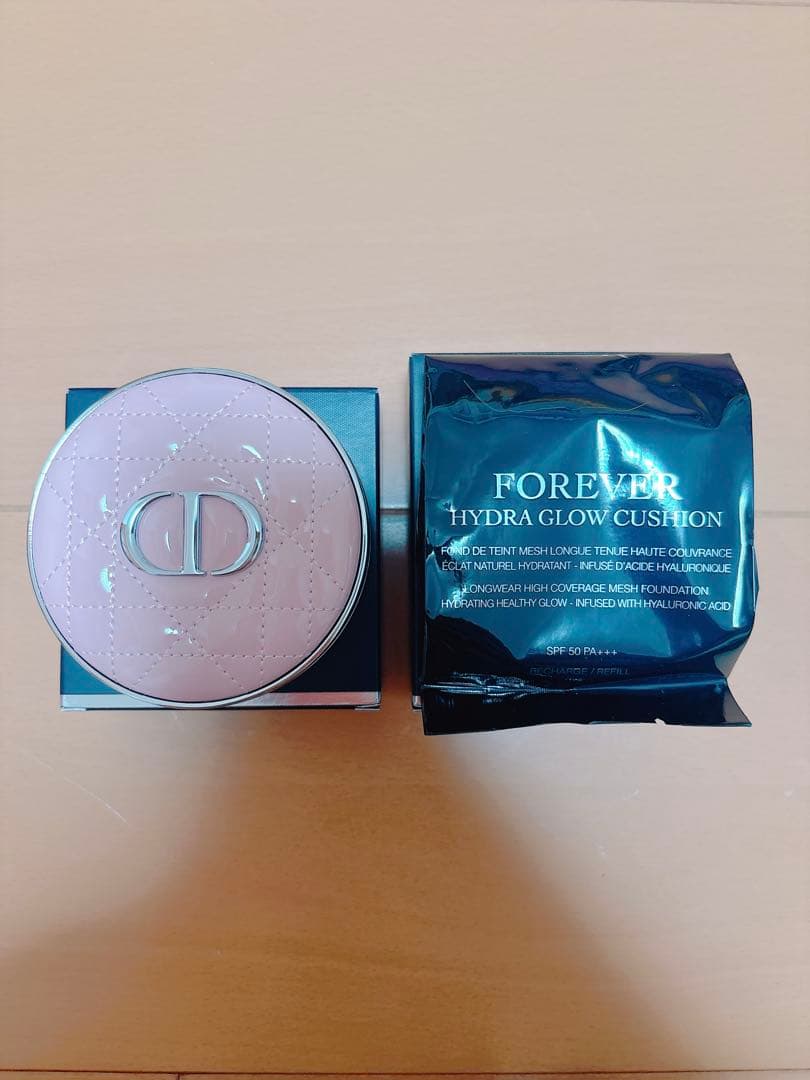 CD
FOREVER
HYDRA GLOW CUSHION
FOND DE TEINT MESH LONGUE TENUE HAUTE COUVRANCE
ÉCLAT NATUREL HYDRATANT - INFUSÉ D'ACIDE HYALURONIQUE
LONGWEAR HIGH COVERAGE MESH FOUNDATION
HYDRATING HEALTHY GLOW - INFUSED WITH HYALURONIC ACID
SPF 50 PA+++
RECHARGE / REFILL